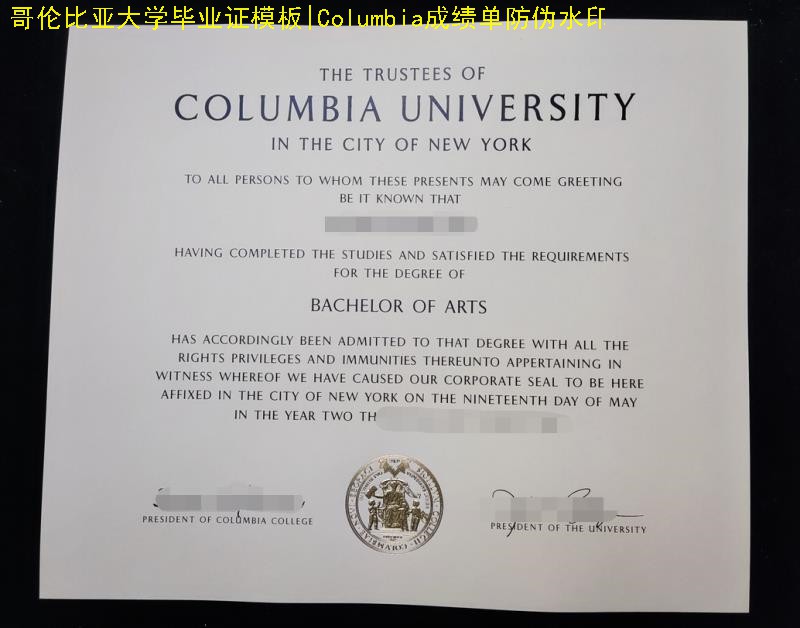 哥伦比亚大学毕业证模板|Columbia成绩单防伪水印
THE TRUSTEES OF
COLUMBIA UNIVERSITY
IN THE CITY OF NEW YORK
TO ALL PERSONS TO WHOM THESE PRESENTS MAY COME GREETING
BE IT KNOWN THAT
HAVING COMPLETED THE STUDIES AND SATISFIED THE REQUIREMENTS
FOR THE DEGREE OF
BACHELOR OF ARTS
HAS ACCORDINGLY BEEN ADMITTED TO THAT DEGREE WITH ALL THE
RIGHTS PRIVILEGES AND IMMUNITIES THEREUNTO APPERTAINING IN
WITNESS WHEREOF WE HAVE CAUSED OUR CORPORATE SEAL TO BE HERE
AFFIXED IN THE CITY OF NEW YORK ON THE NINETEENTH DAY OF MAY
IN THE YEAR TWO TH
PRESIDENT OF COLUMBIA COLLEGE
PRESIDENT OF THE UNIVERSITY